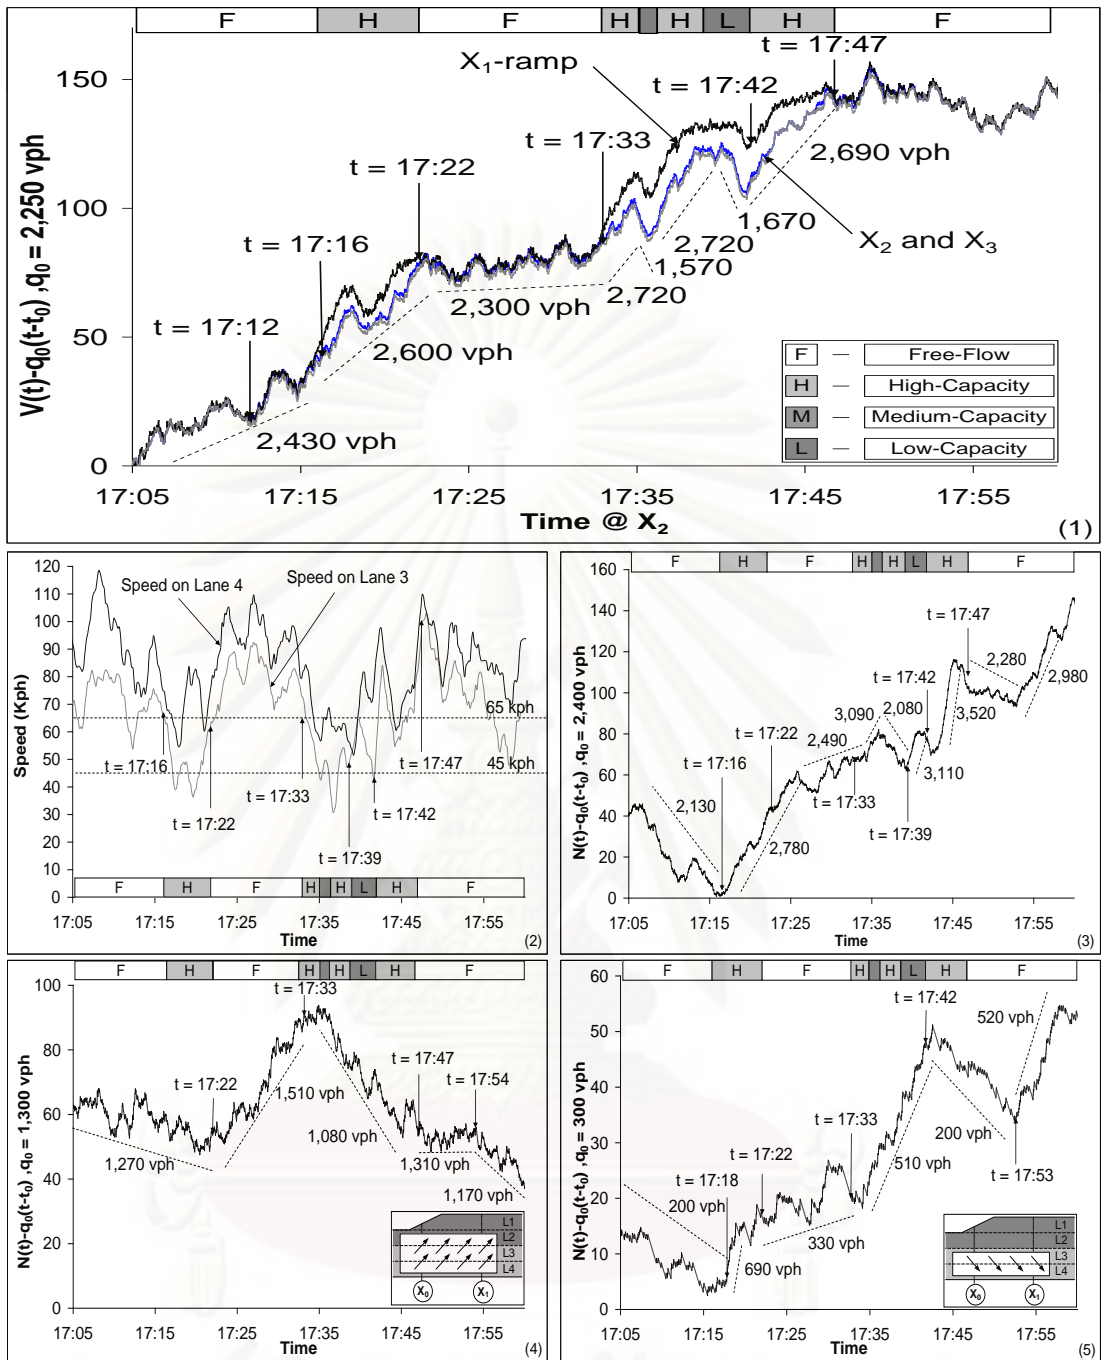 F H F H H L H F
t = 17:47
X1-ramp
t = 17:42
t = 17:33
2,690 vph
t = 17:22
1,670
t = 17:16
2,720
X2 and X3
1,570
2,300 vph
2,720
t = 17:12
2,600 vph
2,430 vph
F — Free-Flow
H — High-Capacity
M — Medium-Capacity
L — Low-Capacity
V(t)-q0(t-t0) ,q0 = 2,250 vph
150
100
50
0
17:05 17:15 17:25 17:35 17:45 17:55
Time @ X2
(1)
Speed (Kph)
120
110
100
90
80
70
60
50
40
30
20
10
0
Speed on Lane 4
Speed on Lane 3
65 kph
t = 17:16
t = 17:47
45 kph
t = 17:33
t = 17:42
t = 17:22
t = 17:39
F H F H H L H F
17:05 17:15 17:25 17:35 17:45 17:55
Time
(2)
F H F H H L H F
N(t)-q0(t-t0) ,q0 = 2,400 vph
160
140
120
100
80
60
40
20
0
t = 17:47
2,280
t = 17:42
2,980
3,090
2,080
3,520
t = 17:22
2,490
t = 17:16
3,110
t = 17:33
2,130
t = 17:39
2,780
17:05 17:15 17:25 17:35 17:45 17:55
Time
(3)
F H F H H L H F
N(t)-q0(t-t0) ,q0 = 1,300 vph
100
80
60
40
20
0
t = 17:33
t = 17:47
t = 17:54
t = 17:22
1,510 vph
1,080 vph
1,270 vph
1,310 vph
1,170 vph
L1
L2
L3
L4
X0 X1
17:05 17:15 17:25 17:35 17:45 17:55
Time
(4)
F H F H H L H F
N(t)-q0(t-t0) ,q0 = 300 vph
60
50
40
30
20
10
0
t = 17:42
520 vph
t = 17:33
t = 17:22
200 vph
t = 17:18
510 vph
200 vph
t = 17:53
330 vph
690 vph
L1
L2
L3
L4
X0 X1
17:05 17:15 17:25 17:35 17:45 17:55
Time
(5)